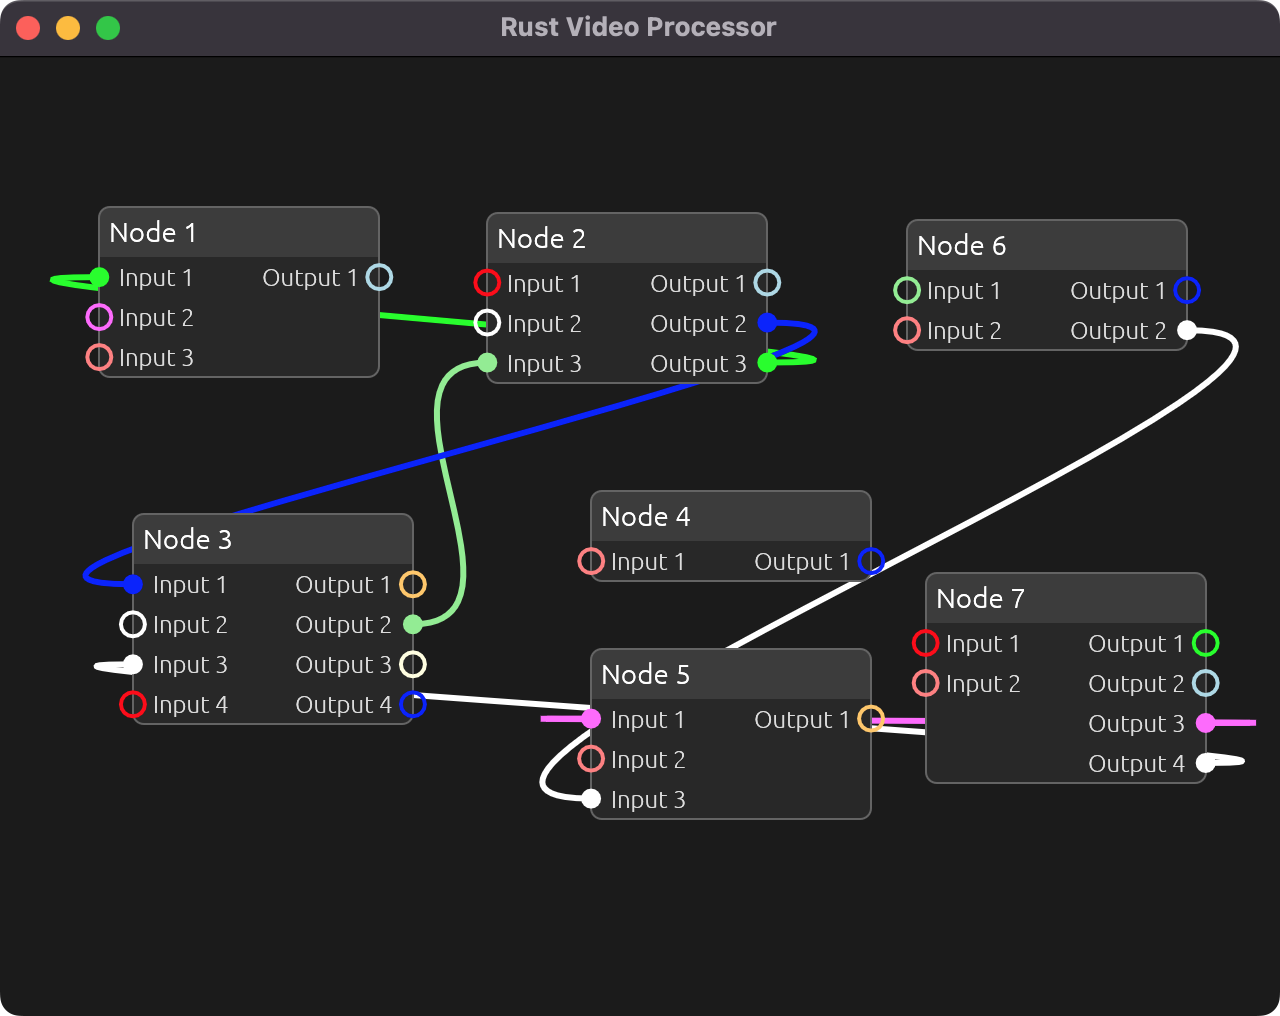 Rust Video Processor
Node 1
Input 1 Output 1
Input 2
Input 3
Node 2
Input 1 Output 1
Input 2 Output 2
Input 3 Output 3
Node 6
Input 1 Output 1
Input 2 Output 2
Node 3
Input 1 Output 1
Input 2 Output 2
Input 3 Output 3
Input 4 Output 4
Node 4
Input 1 Output 1
Node 5
Input 1 Output 1
Input 2
Input 3
Node 7
Input 1 Output 1
Input 2 Output 2
Output 3
Output 4